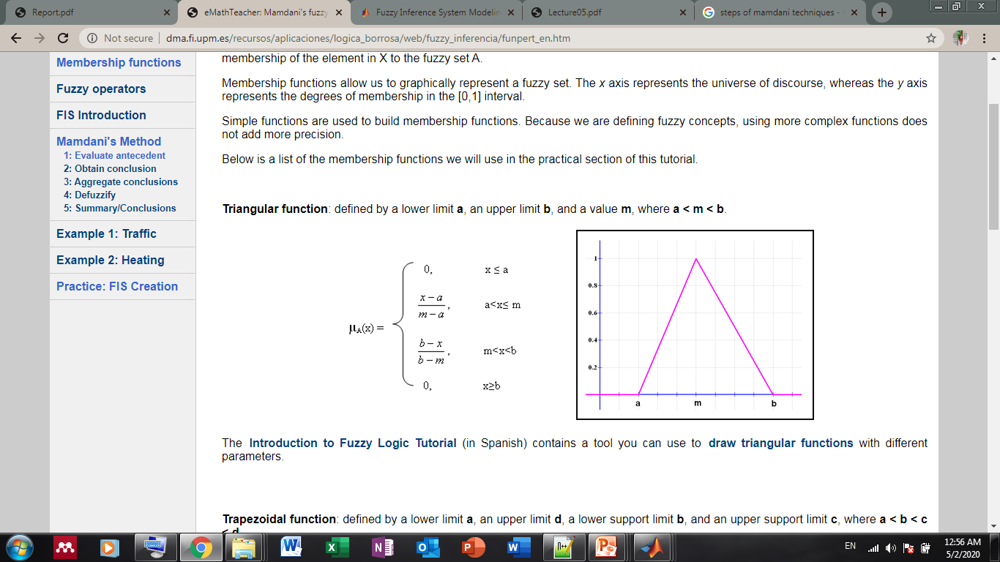 Report.pdf
eMathTeacher: Mamdani's fuzzy
Fuzzy Inference System Modelin
Lecture05.pdf
steps of mamdani techniques -
Not secure | dma.fi.upm.es/recursos/aplicaciones/logica_borrosa/web/fuzzy_inferencia/funpert_en.htm
Membership functions
Fuzzy operators
FIS Introduction
Mamdani's Method
1: Evaluate antecedent
2: Obtain conclusion
3: Aggregate conclusions
4: Defuzzify
5: Summary/Conclusions
Example 1: Traffic
Example 2: Heating
Practice: FIS Creation
membership of the element in X to the fuzzy set A.
Membership functions allow us to graphically represent a fuzzy set. The x axis represents the universe of discourse, whereas the y axis
represents the degrees of membership in the [0,1] interval.
Simple functions are used to build membership functions. Because we are defining fuzzy concepts, using more complex functions does
not add more precision.
Below is a list of the membership functions we will use in the practical section of this tutorial.
Triangular function: defined by a lower limit a, an upper limit b, and a value m, where a < m < b.
0, x ≤ a
x − a
m − a , a<x≤ m
μA(x) =
b − x
b − m , m<x<b
0, x≥b
1
0.8
0.6
0.4
0.2
a m b
The Introduction to Fuzzy Logic Tutorial (in Spanish) contains a tool you can use to draw triangular functions with different
parameters.
Trapezoidal function: defined by a lower limit a, an upper limit d, a lower support limit b, and an upper support limit c, where a < b < c
< d.
EN
12:56 AM
5/2/2020